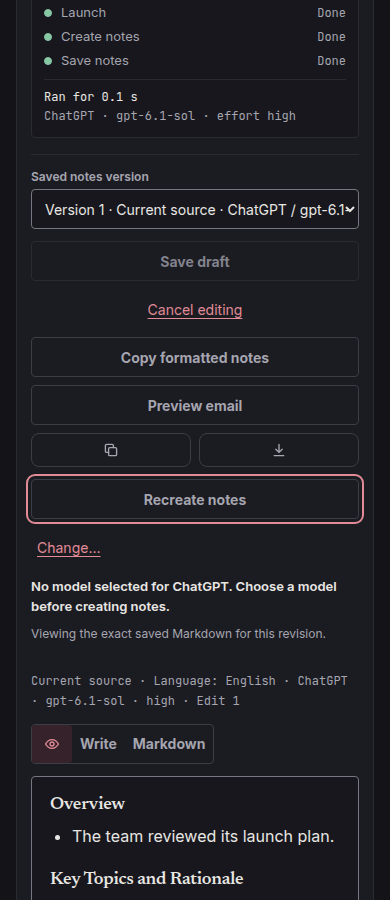 Launch Done
Create notes Done
Save notes Done
Ran for 0.1 s
ChatGPT · gpt-6.1-sol · effort high
Saved notes version
Version 1 · Current source · ChatGPT / gpt-6.1
Save draft
Cancel editing
Copy formatted notes
Preview email
Recreate notes
Change...
No model selected for ChatGPT. Choose a model
before creating notes.
Viewing the exact saved Markdown for this revision.
Current source · Language: English · ChatGPT
· gpt-6.1-sol · high · Edit 1
Write Markdown
Overview
• The team reviewed its launch plan.
Key Topics and Rationale